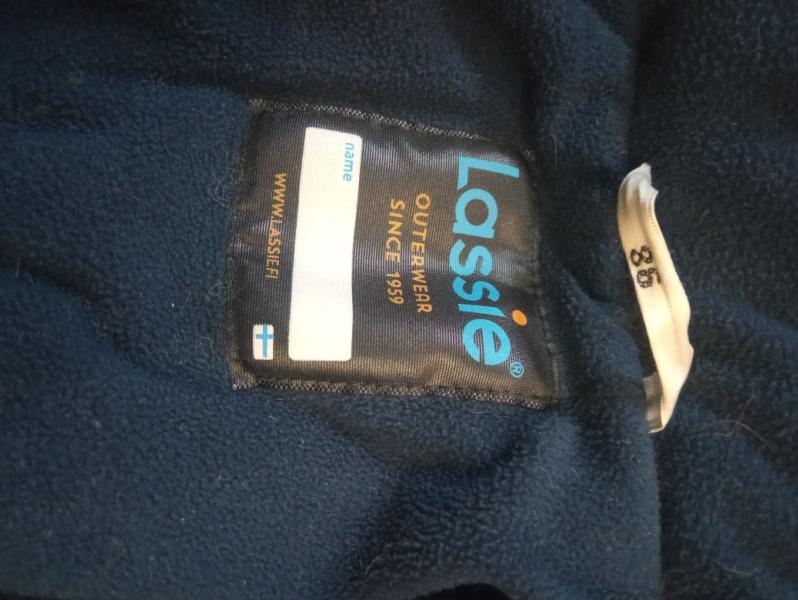 Lassie®
OUTERWEAR
SINCE 1959
name
WWW.LASSIE.FI
86